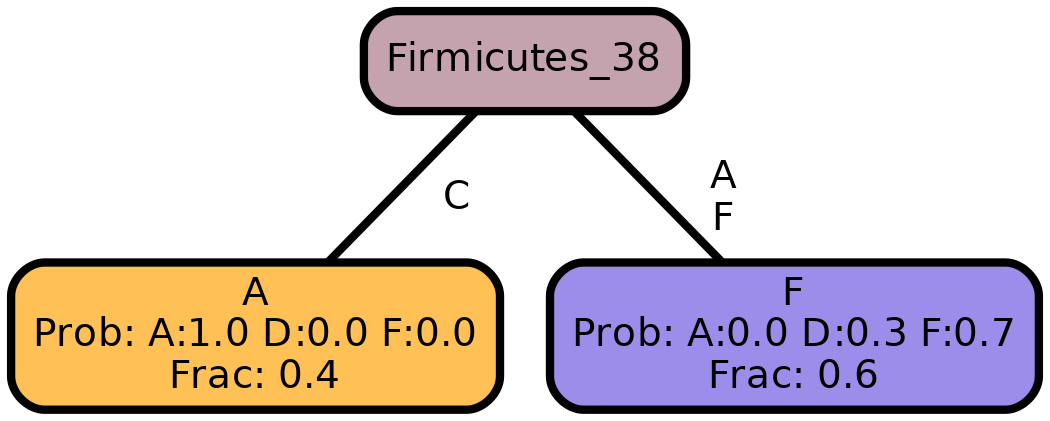 Firmicutes_38
C
A
F
A
Prob: A:1.0 D:0.0 F:0.0
Frac: 0.4
F
Prob: A:0.0 D:0.3 F:0.7
Frac: 0.6